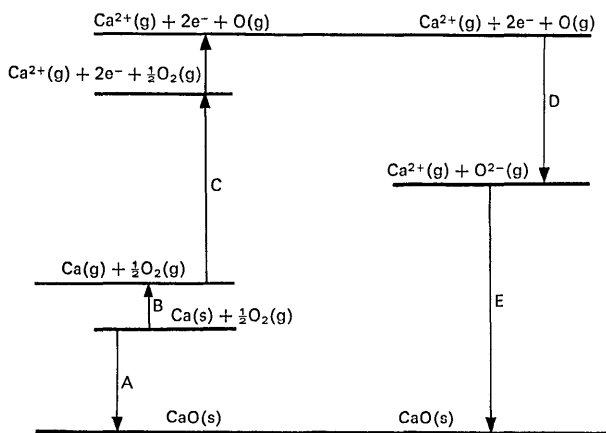 Ca²⁺(g) + 2e⁻ + O(g)
Ca²⁺(g) + 2e⁻ + O(g)
Ca²⁺(g) + 2e⁻ + ½O₂(g)
D
Ca²⁺(g) + O²⁻(g)
C
Ca(g) + ½O₂(g)
B
Ca(s) + ½O₂(g)
E
A
CaO(s)
CaO(s)